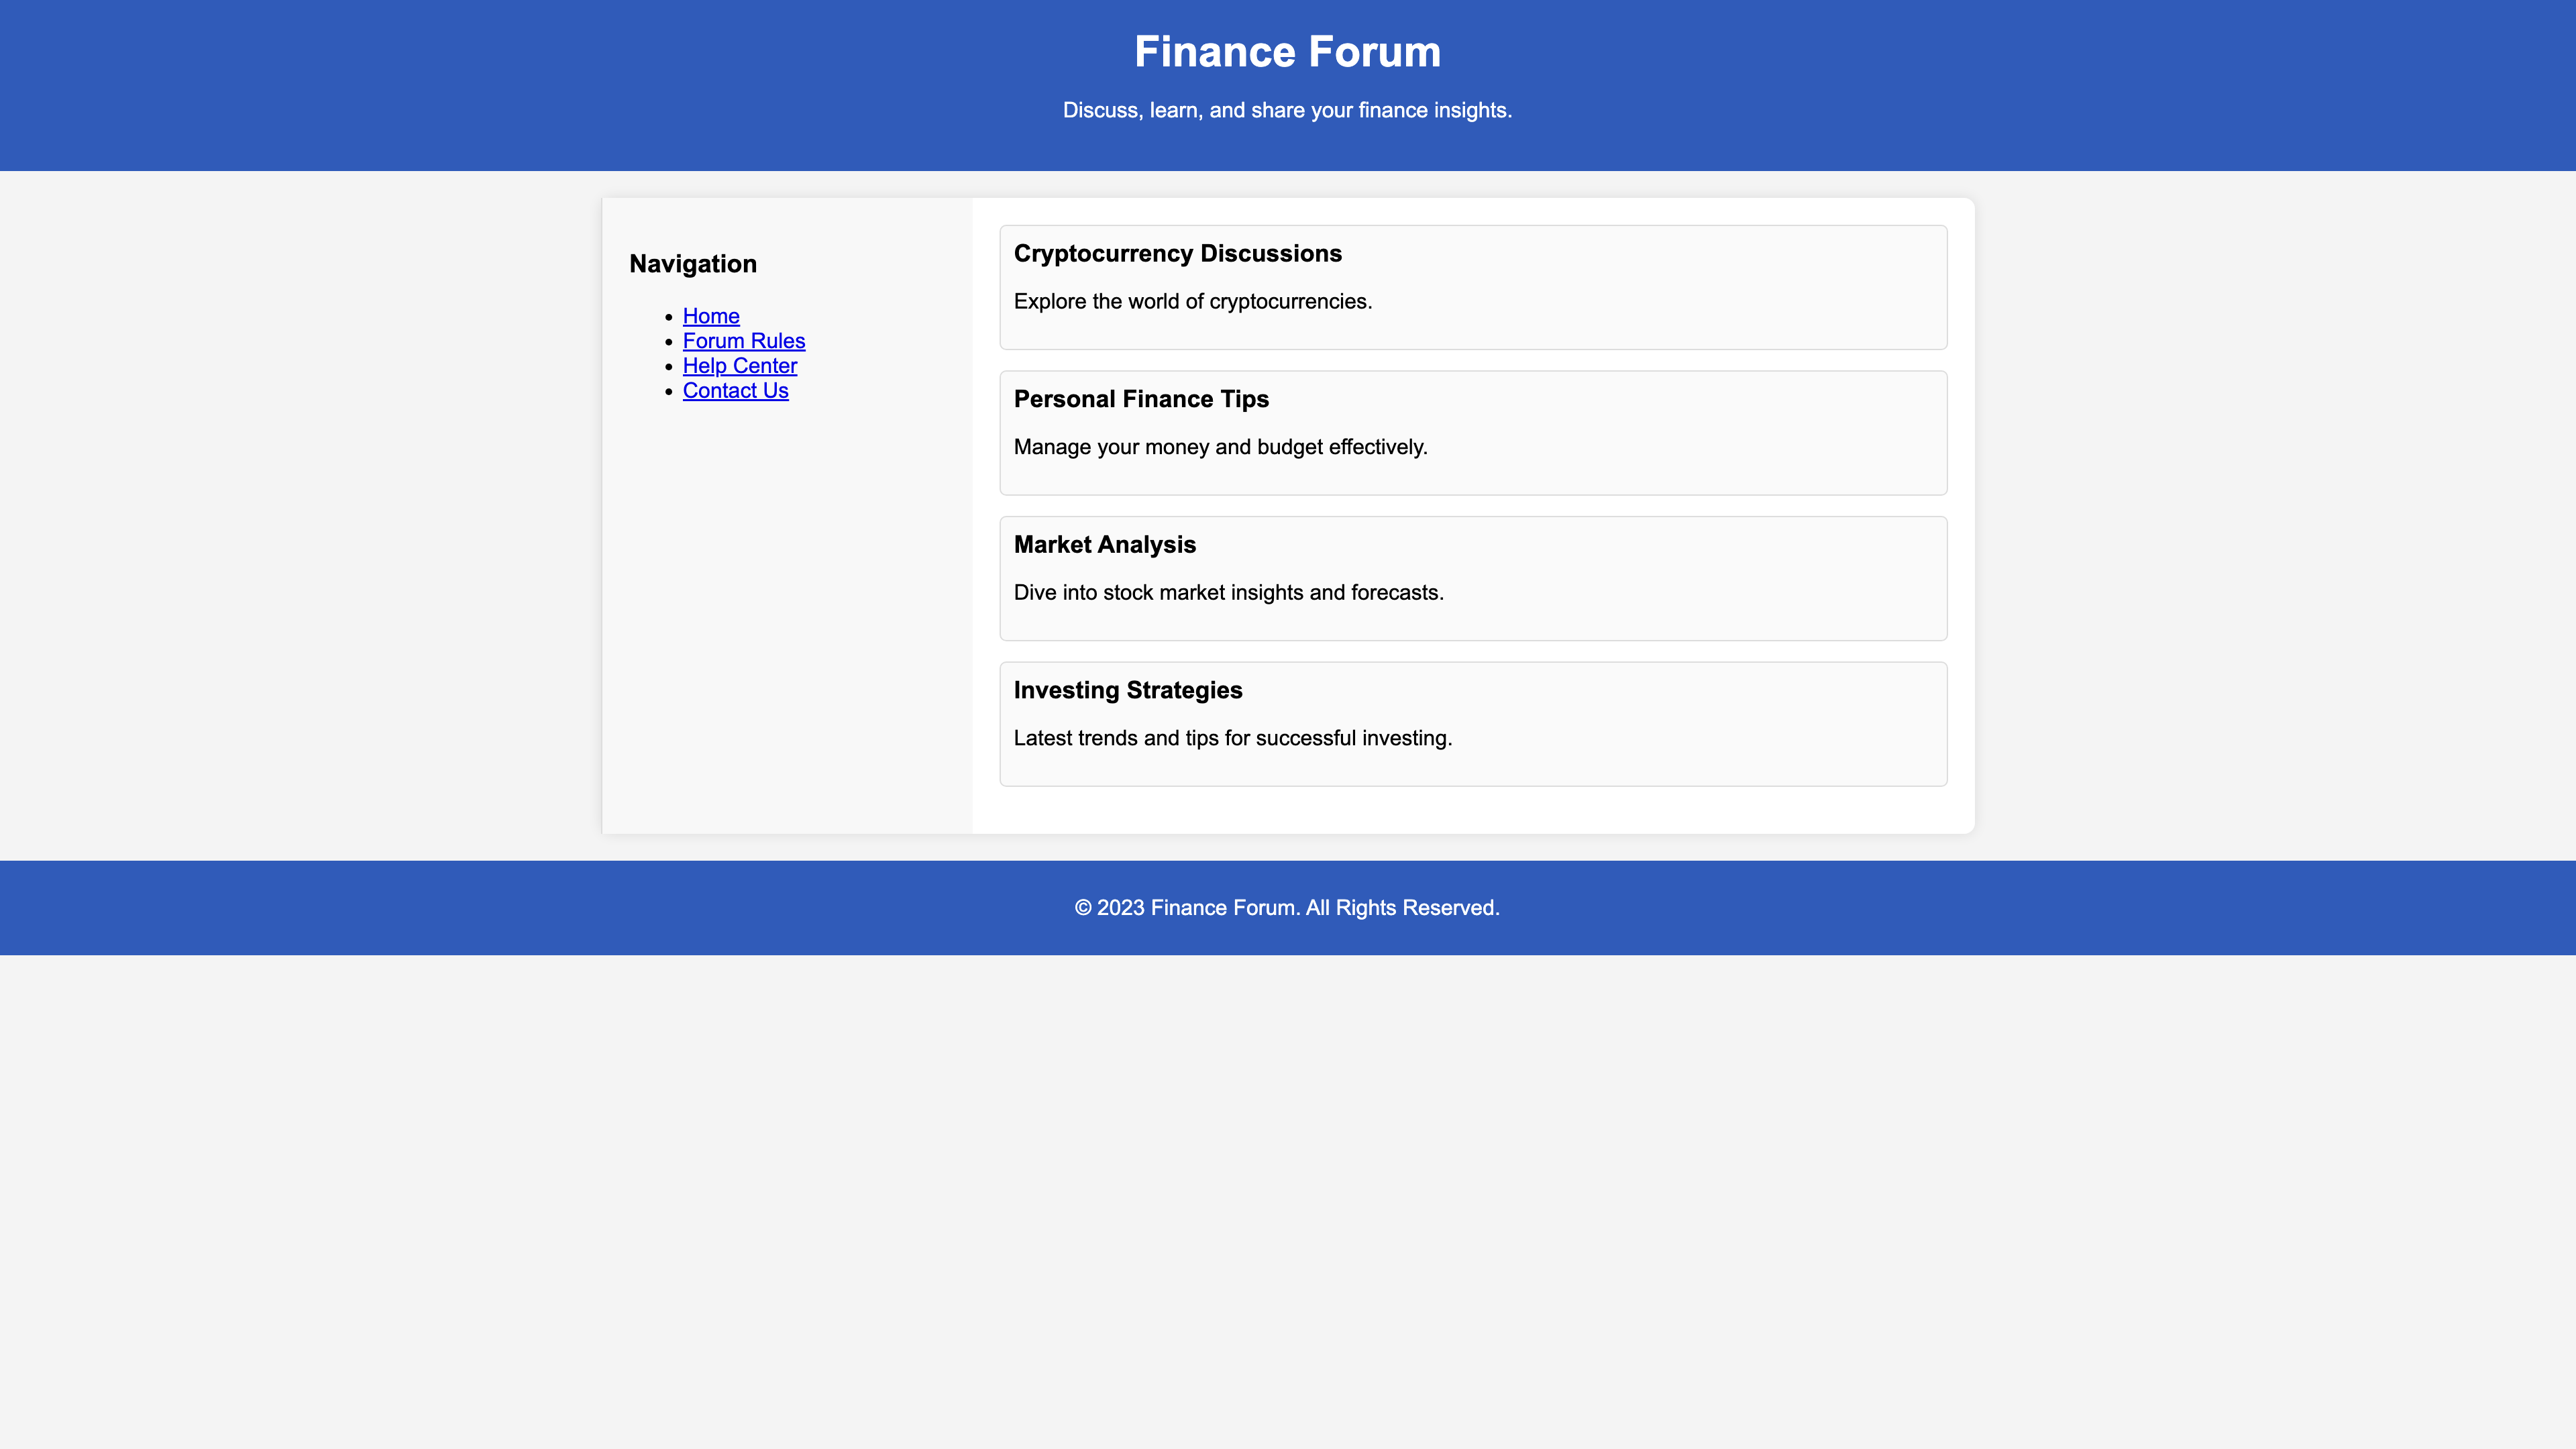 Finance Forum
Discuss, learn, and share your finance insights.
Navigation
Home
Forum Rules
Help Center
Contact Us
Cryptocurrency Discussions
Explore the world of cryptocurrencies.
Personal Finance Tips
Manage your money and budget effectively.
Market Analysis
Dive into stock market insights and forecasts.
Investing Strategies
Latest trends and tips for successful investing.
© 2023 Finance Forum. All Rights Reserved.